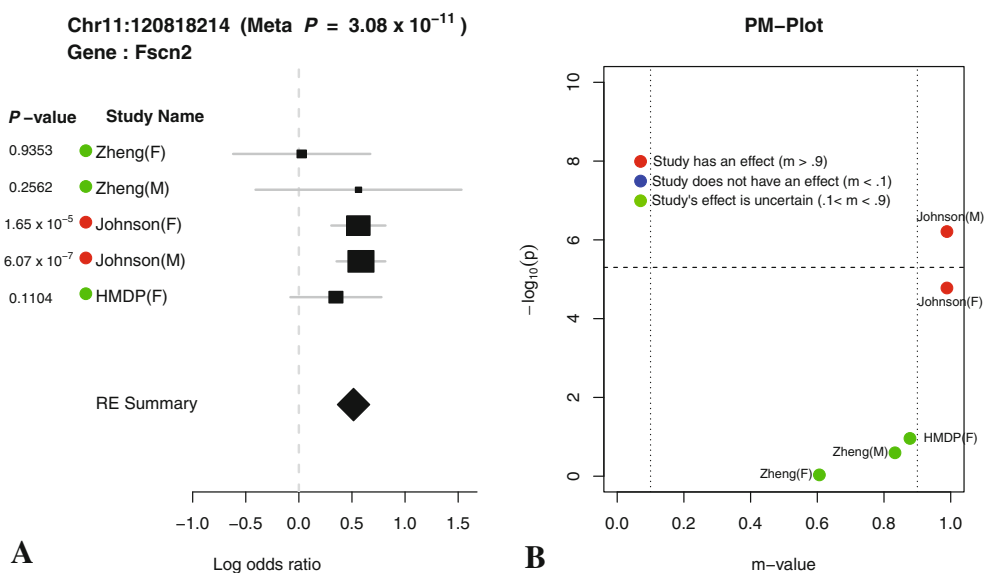 Chr11:120818214 (Meta P = 3.08 x 10⁻¹¹ )
Gene : Fscn2
P −value Study Name
0.9353 Zheng(F)
0.2562 Zheng(M)
1.65 x 10⁻⁵ Johnson(F)
6.07 x 10⁻⁷ Johnson(M)
0.1104 HMDP(F)
RE Summary
−1.0 −0.5 0.0 0.5 1.0 1.5
Log odds ratio
A
PM−Plot
10
8
6
4
2
0
−log₁₀(p)
Study has an effect (m > .9)
Study does not have an effect (m < .1)
Study's effect is uncertain (.1< m < .9)
Johnson(M)
Johnson(F)
HMDP(F)
Zheng(M)
Zheng(F)
0.0 0.2 0.4 0.6 0.8 1.0
m−value
B